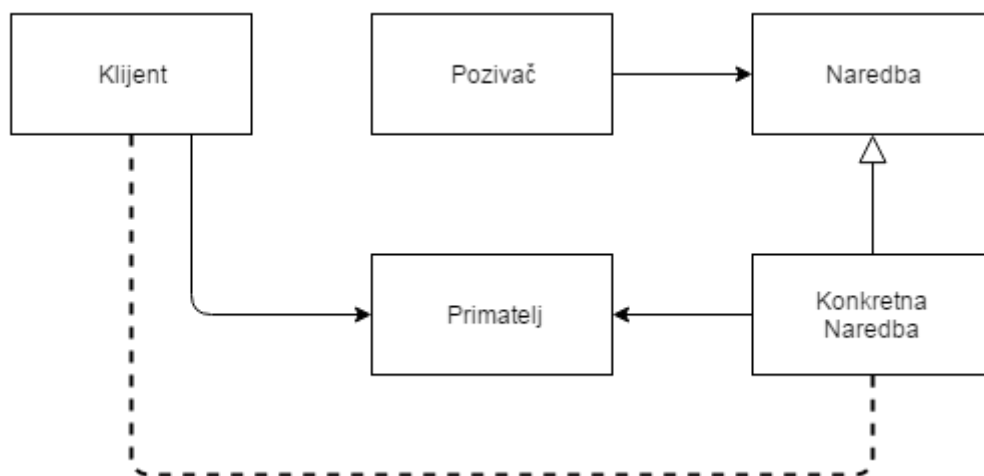 Klijent
Pozivač
Naredba
Primatelj
Konkretna
Naredba